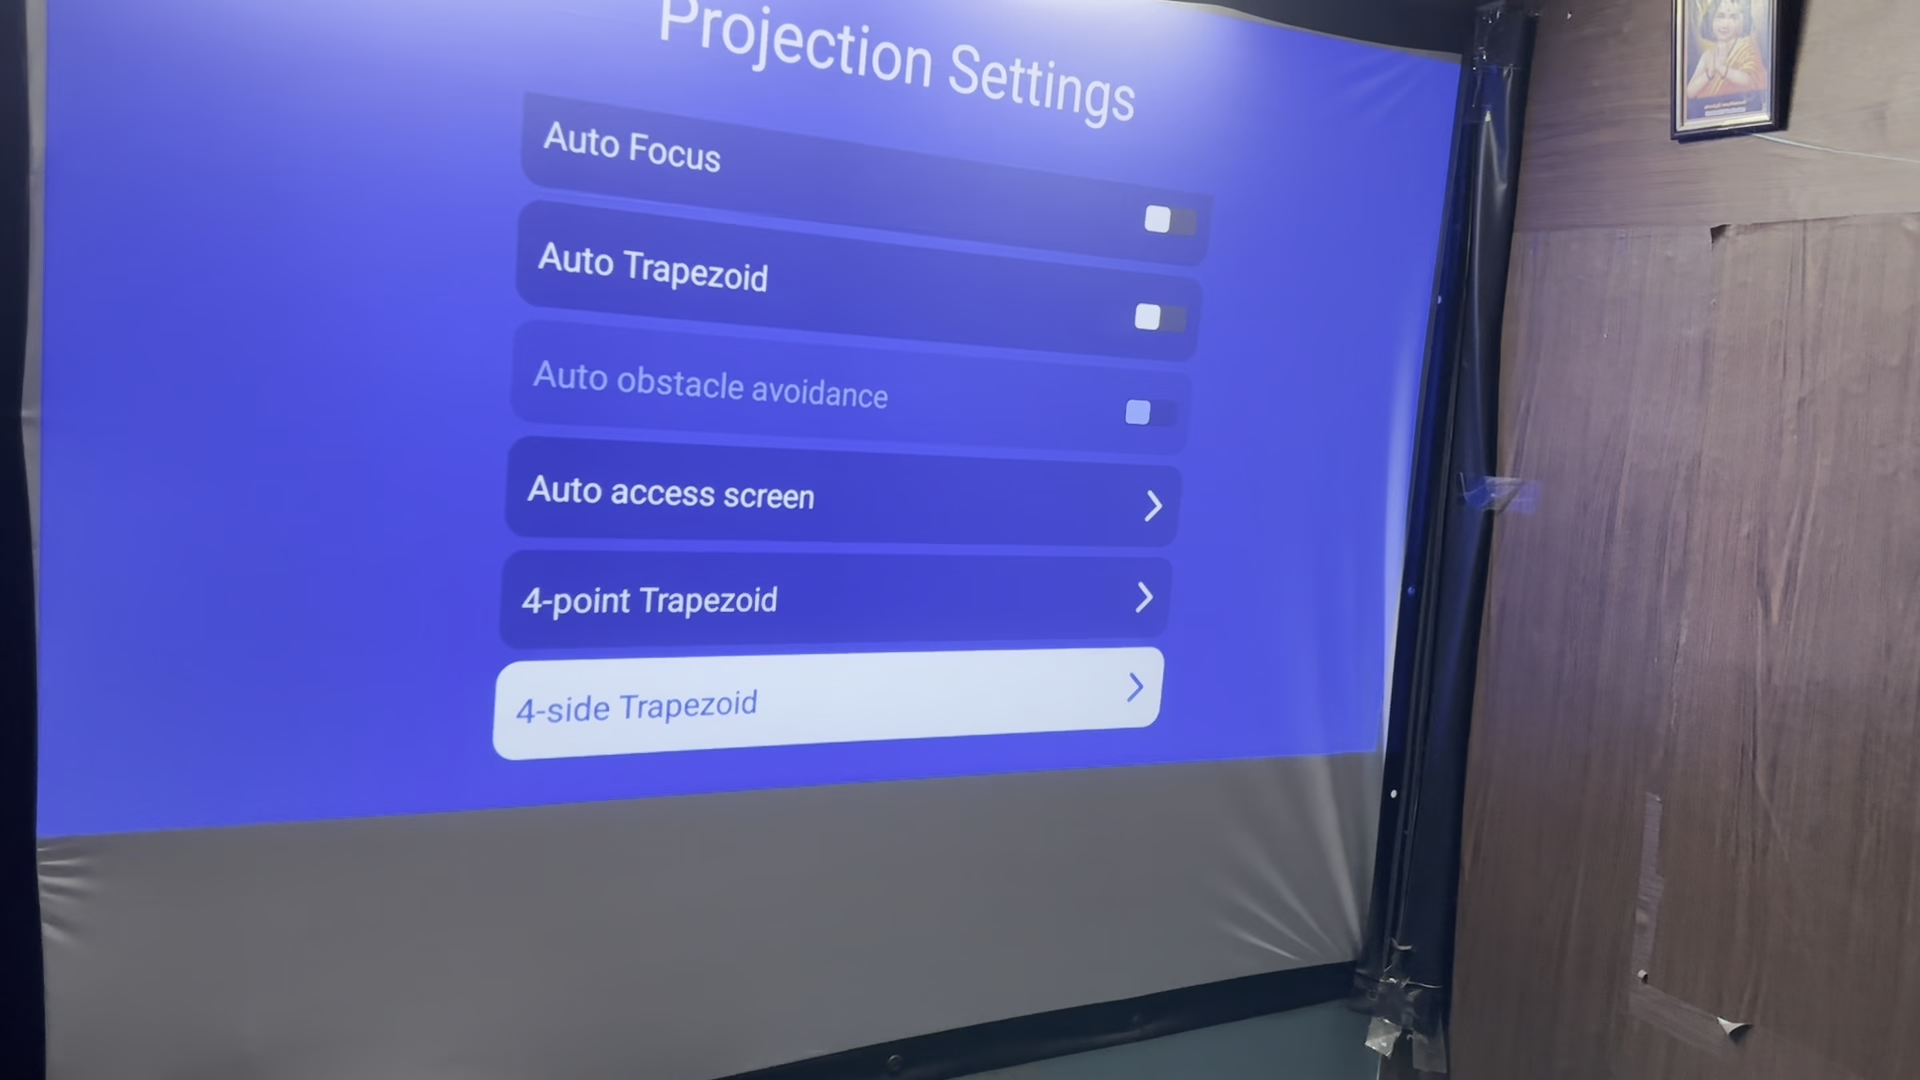 Projection Settings
Auto Focus
Auto Trapezoid
Auto obstacle avoidance
Auto access screen
4-point Trapezoid
4-side Trapezoid